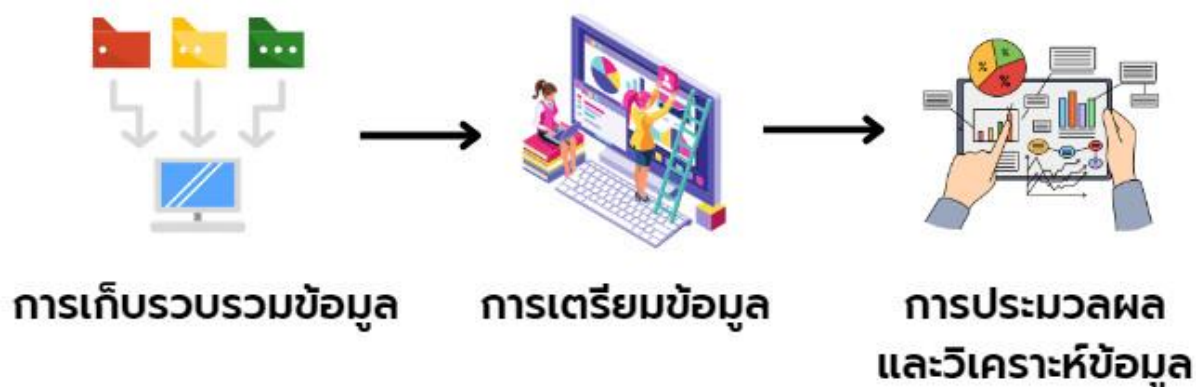 การเก็บรวบรวมข้อมูล
การเตรียมข้อมูล
การประมวลผล
และวิเคราะห์ข้อมูล